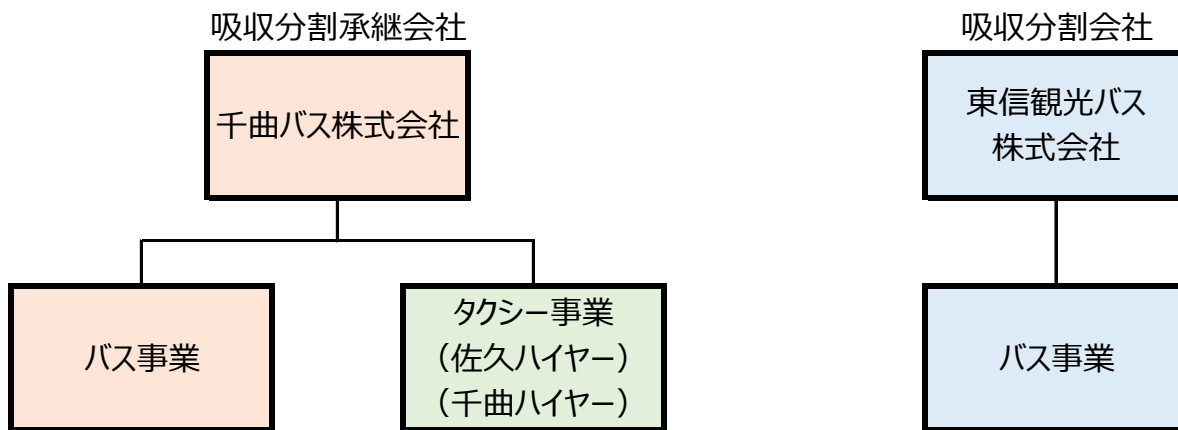 吸収分割承継会社
千曲バス株式会社
バス事業
タクシー事業
（佐久ハイヤー）
（千曲ハイヤー）
吸収分割会社
東信観光バス
株式会社
バス事業